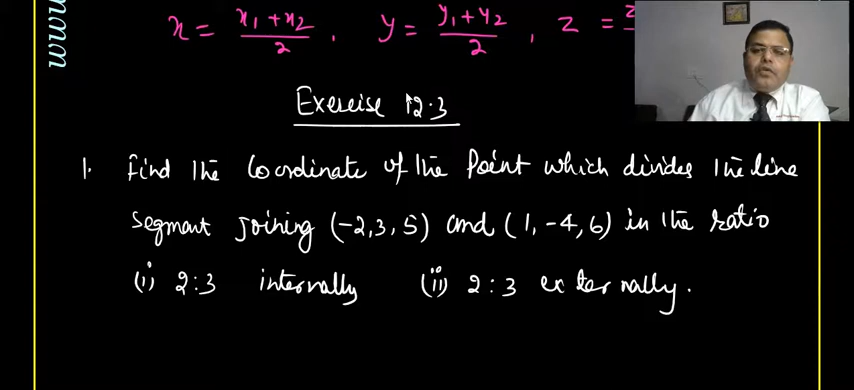 www
x = x₁ + x₂ / 2 , y = y₁ + y₂ / 2 , z =
Exercise 12.3
1. Find the Coordinate of the Point which divides the line
Segment joining (-2, 3, 5) and (1, -4, 6) in the ratio
(i) 2:3 internally (ii) 2:3 externally.